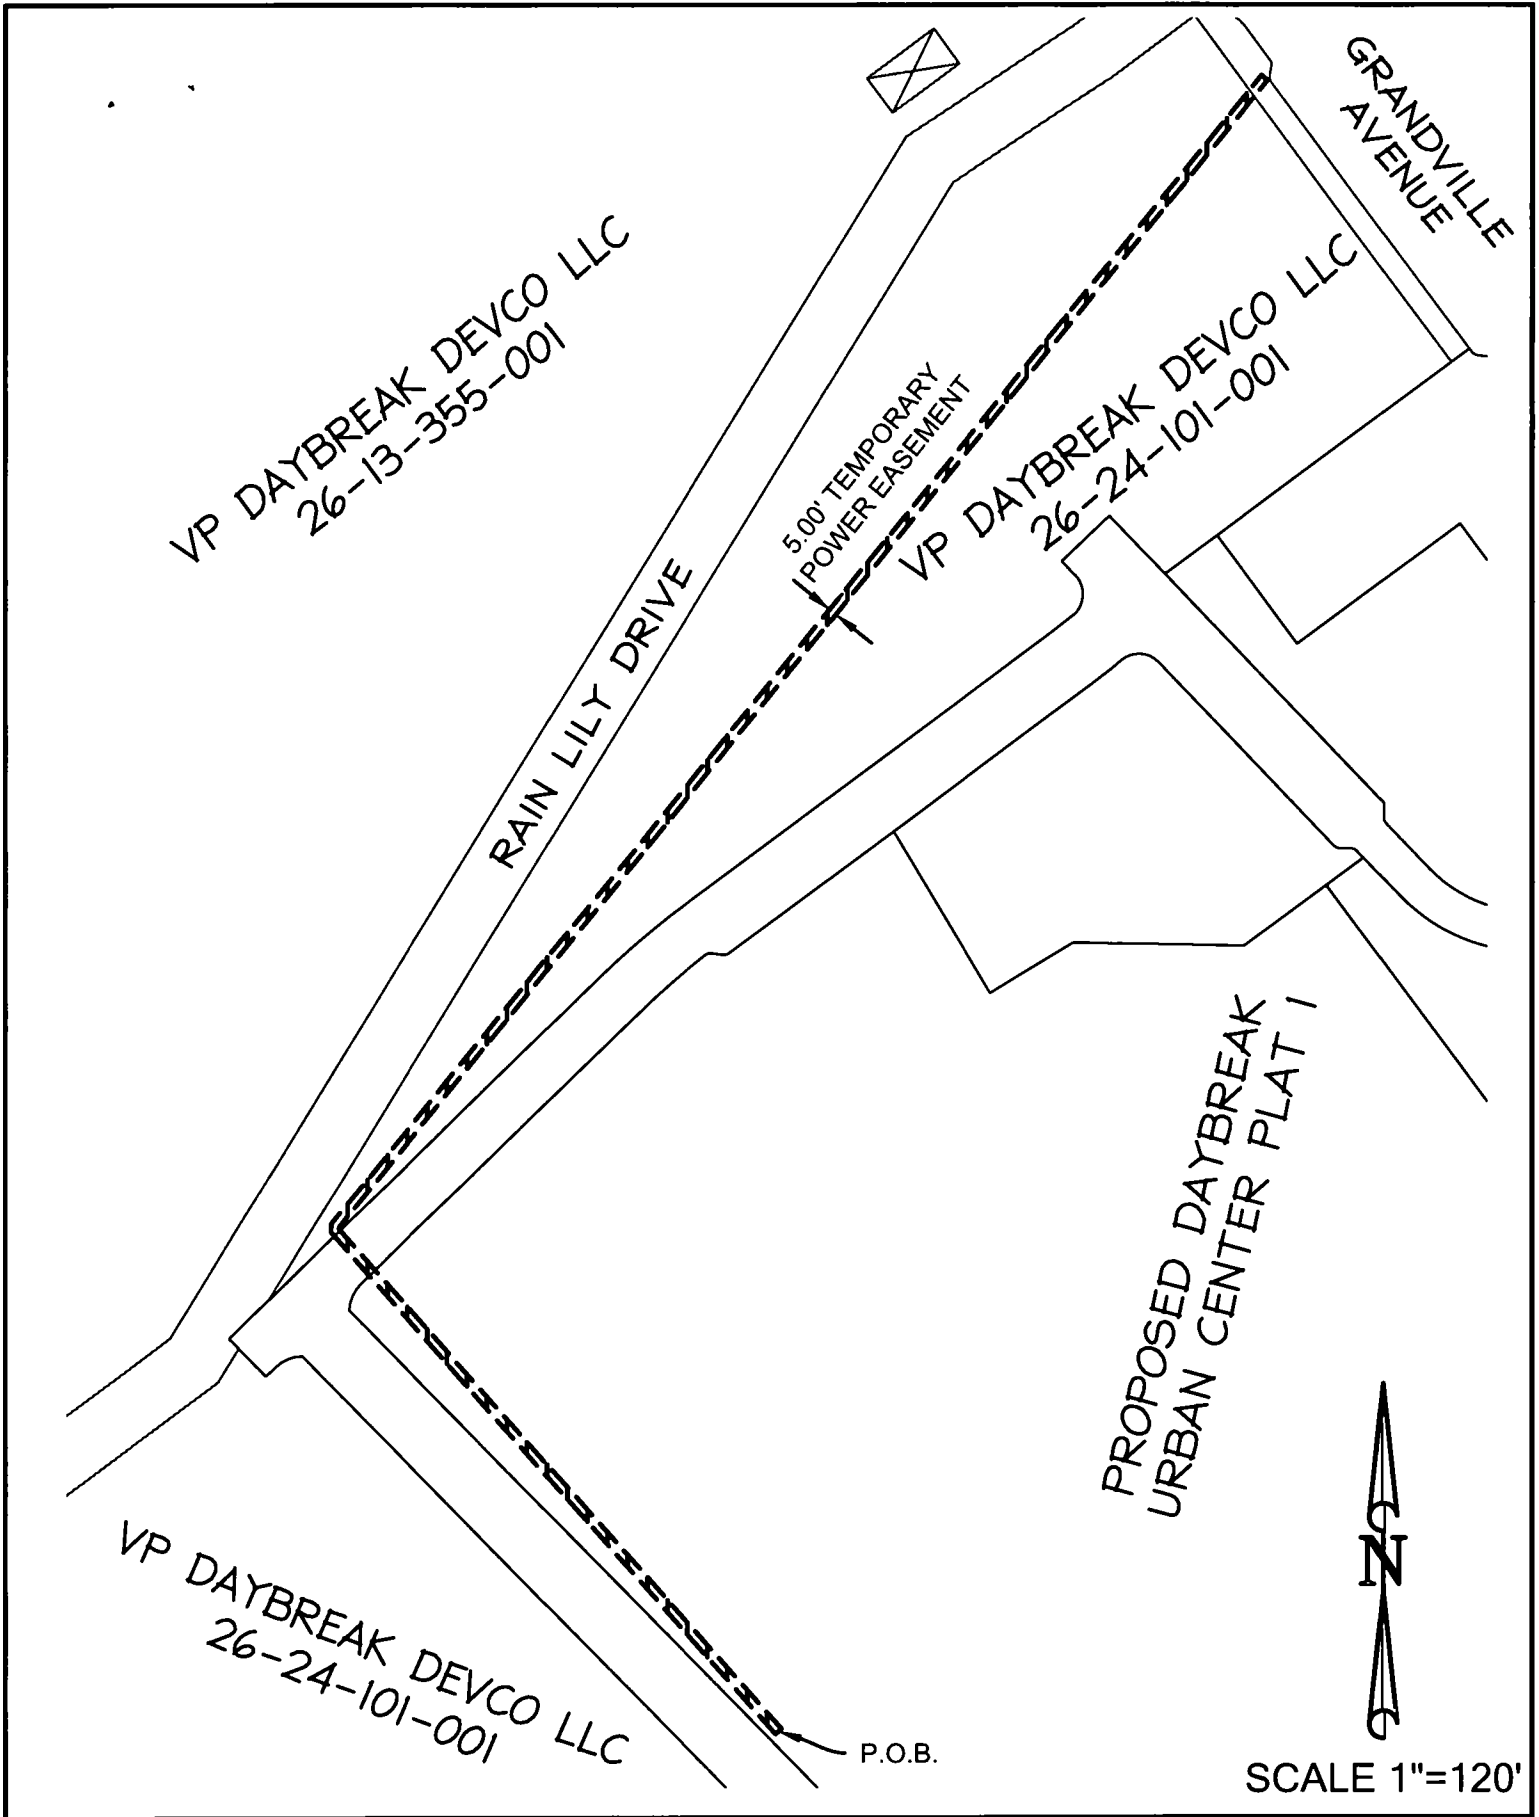 GRANDVILLE
AVENUE
VP DAYBREAK DEVCO LLC
26-13-355-001
5.00' TEMPORARY
POWER EASEMENT
VP DAYBREAK DEVCO LLC
26-24-101-001
RAIN LILY DRIVE
PROPOSED DAYBREAK
URBAN CENTER PLAT 1
N
VP DAYBREAK DEVCO LLC
26-24-101-001
P.O.B.
SCALE 1"=120'